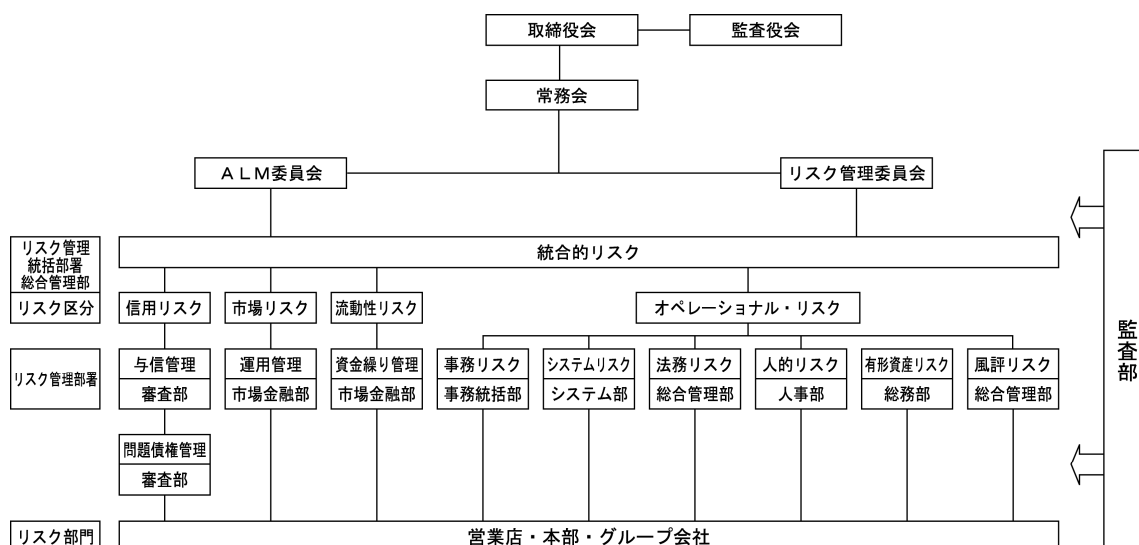 取締役会
監査役会
常務会
ALM委員会
リスク管理委員会
リスク管理
統括部署
総合管理部
統合的リスク
リスク区分
信用リスク
市場リスク
流動性リスク
オペレーショナル・リスク
リスク管理部署
与信管理
審査部
運用管理
市場金融部
資金繰り管理
市場金融部
事務リスク
事務統括部
システムリスク
システム部
法務リスク
総合管理部
人的リスク
人事部
有形資産リスク
総務部
風評リスク
総合管理部
問題債権管理
審査部
リスク部門
営業店・本部・グループ会社
監査部